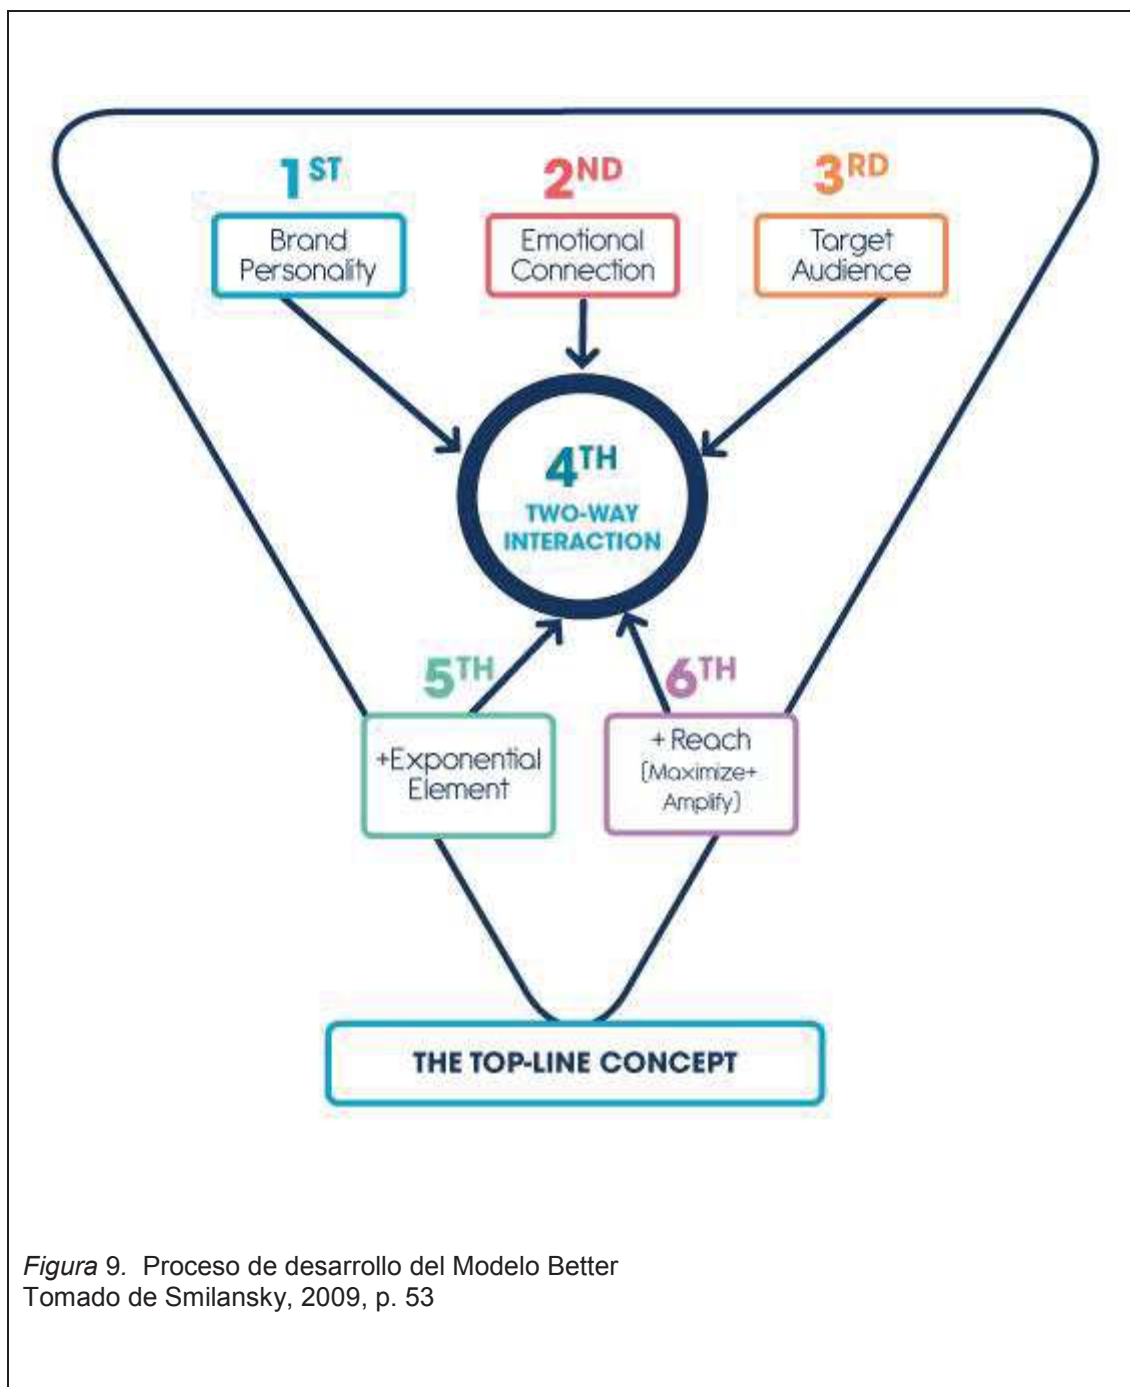 1ST
2ND
3RD
Brand
Personality
Emotional
Connection
Target
Audience
4TH
TWO-WAY
INTERACTION
5TH
6TH
+Exponential
Element
+ Reach
(Maximize+
Amplify)
THE TOP-LINE CONCEPT
Figura 9. Proceso de desarrollo del Modelo Better
Tomado de Smilansky, 2009, p. 53